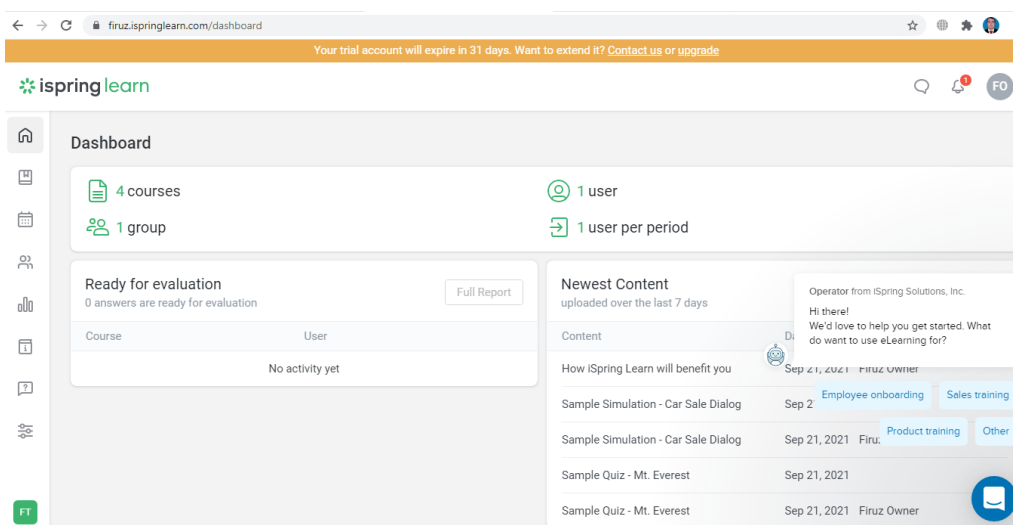 firuz.ispringlearn.com/dashboard
Your trial account will expire in 31 days. Want to extend it? Contact us or upgrade
ispring learn
1
FO
Dashboard
4 courses
1 user
1 group
1 user per period
Ready for evaluation
0 answers are ready for evaluation
Full Report
Course User
No activity yet
Newest Content
uploaded over the last 7 days
Content
How iSpring Learn will benefit you Sep 21, 2021 Firuz Owner
Sample Simulation - Car Sale Dialog Sep 2
Sample Simulation - Car Sale Dialog Sep 21, 2021
Sample Quiz - Mt. Everest Sep 21, 2021
Sample Quiz - Mt. Everest Sep 21, 2021 Firuz Owner
Operator from iSpring Solutions, Inc.
Hi there!
We'd love to help you get started. What
do want to use eLearning for?
Employee onboarding Sales training
Product training Other
FT